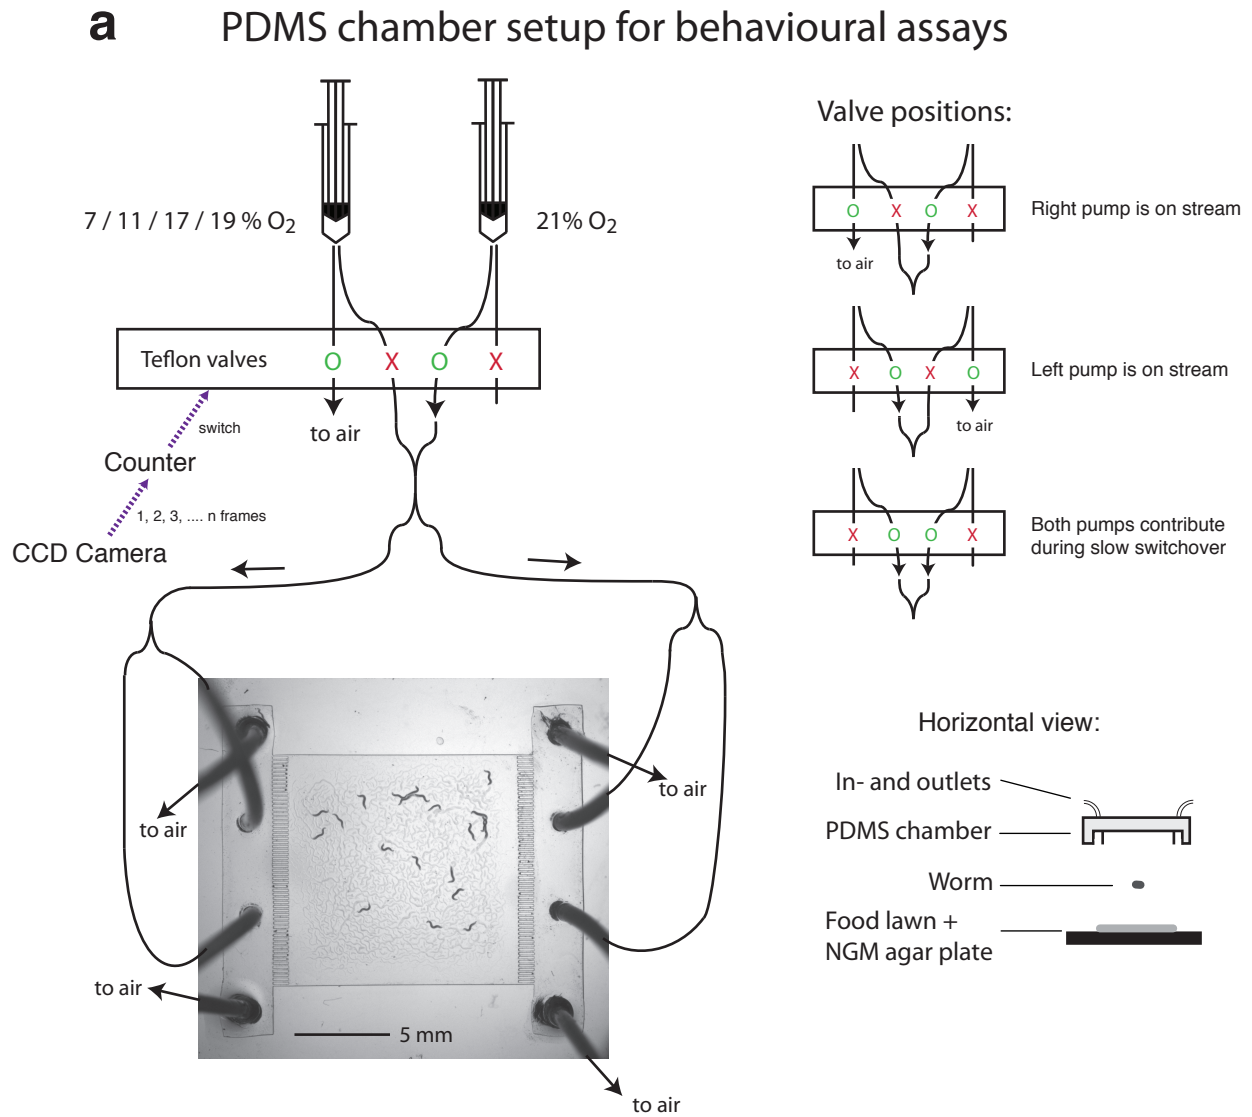 a PDMS chamber setup for behavioural assays
7 / 11 / 17 / 19 % O2
21% O2
Teflon valves O X O X
to air
switch
Counter
1, 2, 3, .... n frames
CCD Camera
to air
to air
to air
to air
5 mm
Valve positions:
O X O X
Right pump is on stream
to air
X O X O
Left pump is on stream
to air
X O O X
Both pumps contribute
during slow switchover
Horizontal view:
In- and outlets
PDMS chamber
Worm
Food lawn +
NGM agar plate